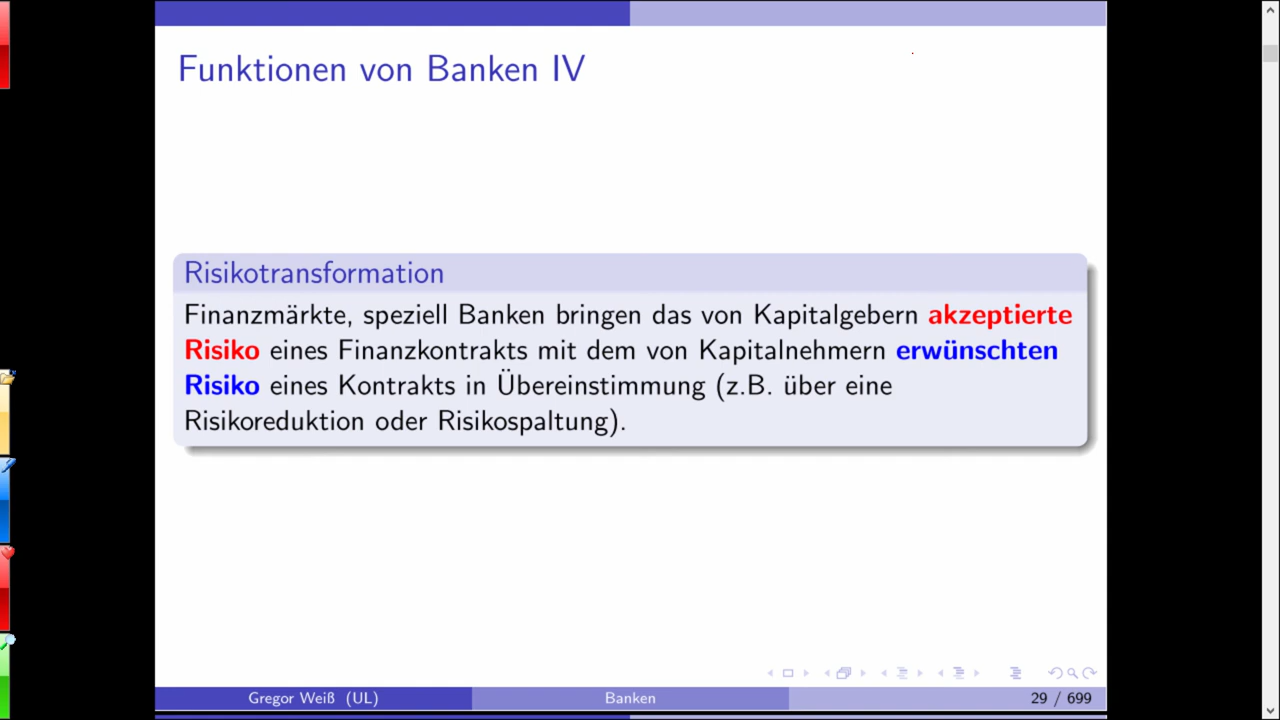 Funktionen von Banken IV
Risikotransformation
Finanzmärkte, speziell Banken bringen das von Kapitalgebern akzeptierte
Risiko eines Finanzkontrakts mit dem von Kapitalnehmern erwünschten
Risiko eines Kontrakts in Übereinstimmung (z.B. über eine
Risikoreduktion oder Risikospaltung).
Gregor Weiß (UL) Banken 29 / 699